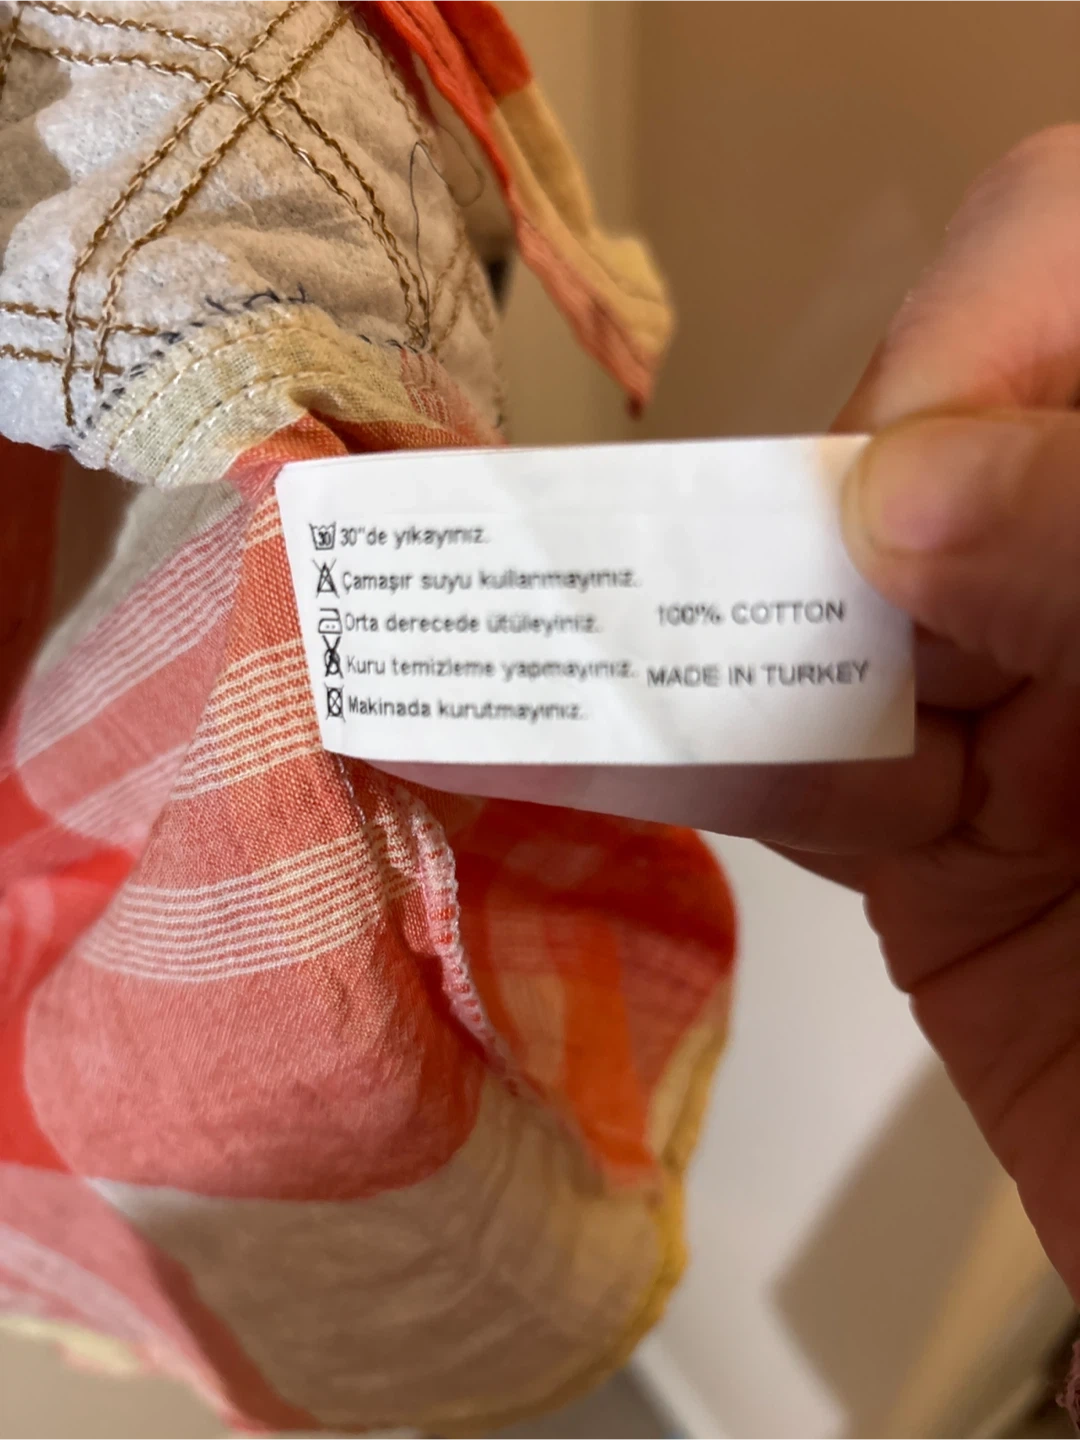 30 30"de yıkayınız.
Çamaşır suyu kullanmayınız.
Orta derecede ütüleyiniz.
Kuru temizleme yapmayınız.
Makinada kurutmayınız.
100% COTTON
MADE IN TURKEY